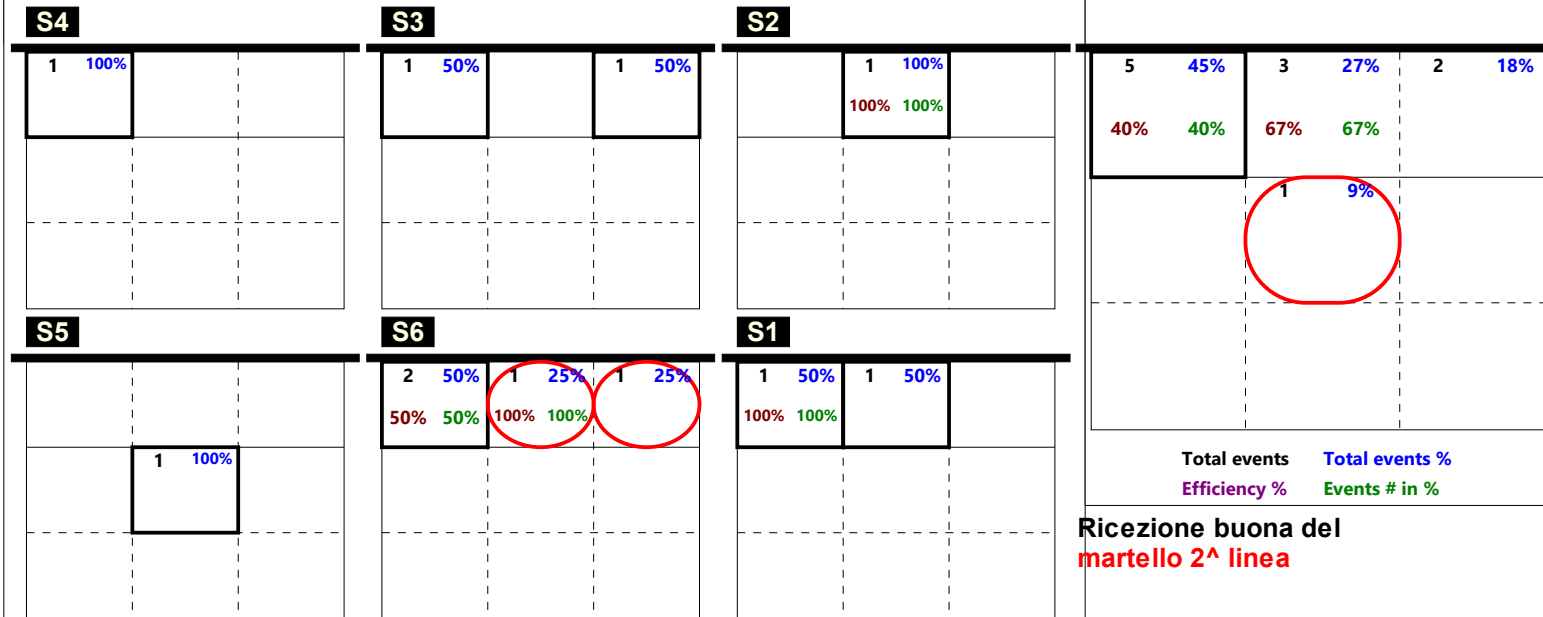 S4 S3 S2
1 100% 1 50% 1 50% 1 100% 5 45% 3 27% 2 18%
100% 100%
40% 40% 67% 67%
1 9%
S5 S6 S1
2 50% 1 25% 1 25% 1 50% 1 50%
50% 50% 100% 100% 100% 100%
1 100% Total events Total events %
Efficiency % Events # in %
Ricezione buona del
martello 2^ linea